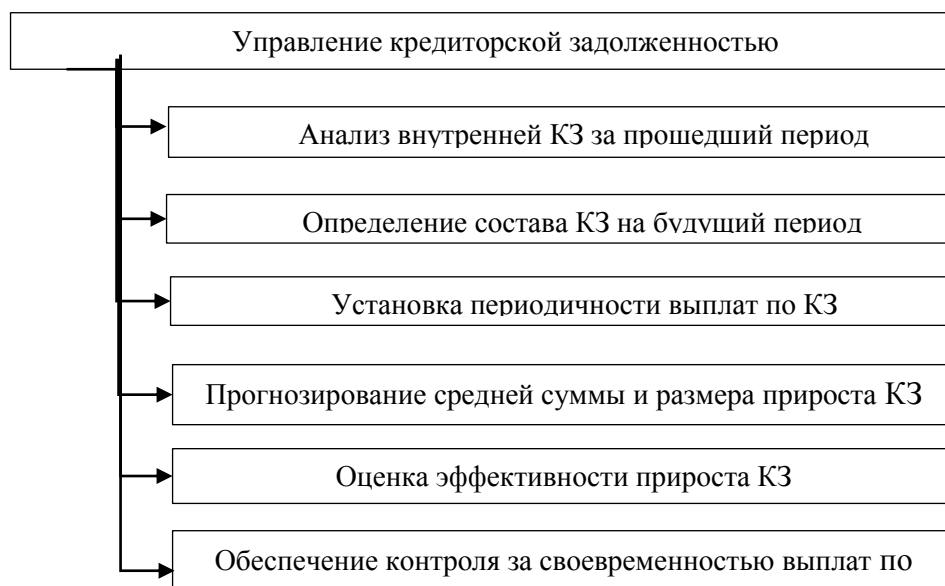 Управление кредиторской задолженностью
Анализ внутренней КЗ за прошедший период
Определение состава КЗ на будущий период
Установка периодичности выплат по КЗ
Прогнозирование средней суммы и размера прироста КЗ
Оценка эффективности прироста КЗ
Обеспечение контроля за своевременностью выплат по